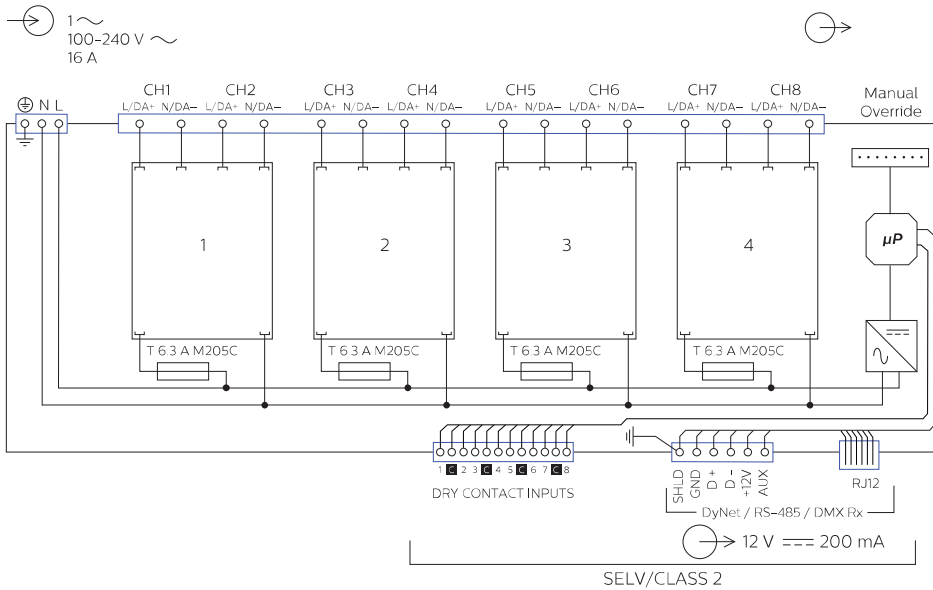 1 ~
100–240 V ~
16 A
CH1 CH2 CH3 CH4 CH5 CH6 CH7 CH8
L/DA+ N/DA– L/DA+ N/DA– L/DA+ N/DA– L/DA+ N/DA– L/DA+ N/DA– L/DA+ N/DA– L/DA+ N/DA– L/DA+ N/DA–
N L
Manual
Override
1 2 3 4
µP
T 6.3 A M205C T 6.3 A M205C T 6.3 A M205C T 6.3 A M205C
1 C 2 3 C 4 5 C 6 7 C 8
DRY CONTACT INPUTS
SHLD GND D+ D- +12V AUX
RJ12
DyNet / RS-485 / DMX Rx
12 V 200 mA
SELV/CLASS 2